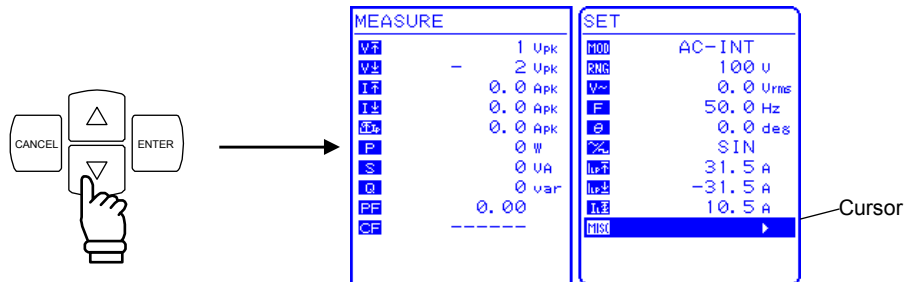 CANCEL
ENTER
MEASURE
V 1 Vpk
V - 2 Vpk
I 0.0 Apk
I 0.0 Apk
0.0 Apk
P 0 W
S 0 VA
Q 0 var
PF 0.00
CF ------
SET
MOD AC-INT
RNG 100 V
V~ 0.0 Vrms
F 50.0 Hz
θ 0.0 deg
SIN
31.5 A
-31.5 A
10.5 A
MISC
Cursor